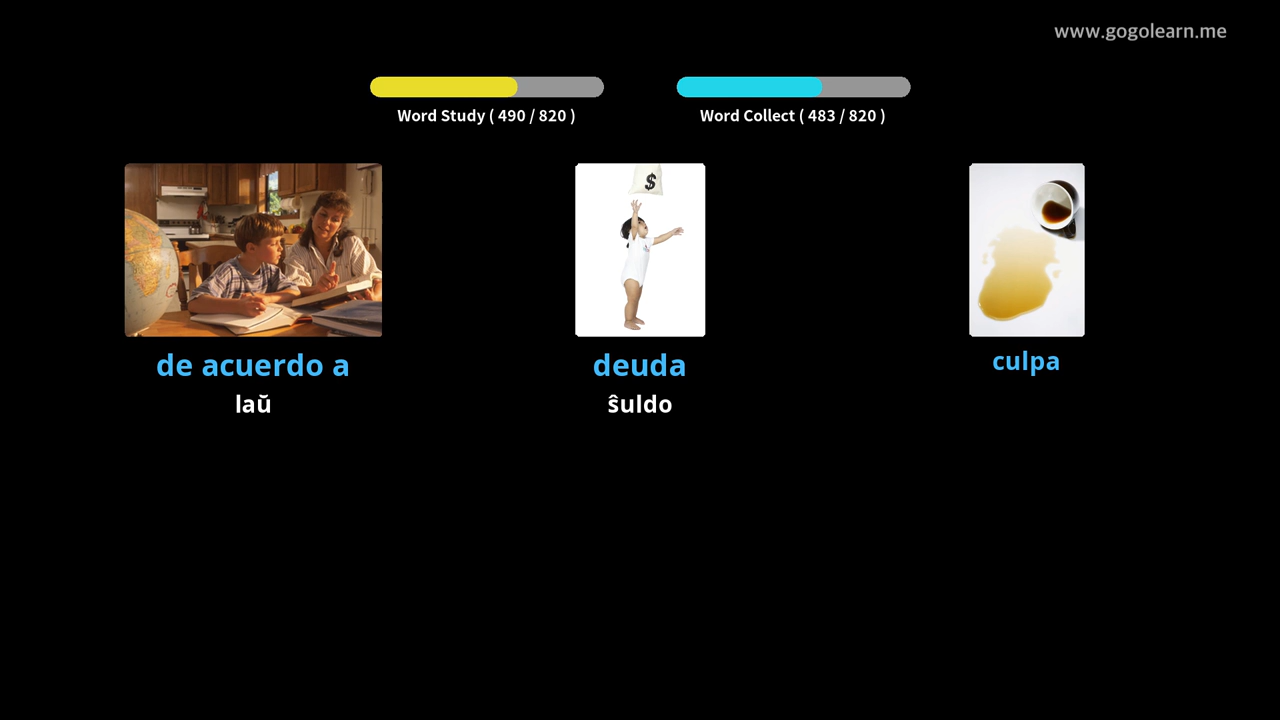 www.gogolearn.me
Word Study ( 490 / 820 )
Word Collect ( 483 / 820 )
$
de acuerdo a
laŭ
deuda
ŝuldo
culpa